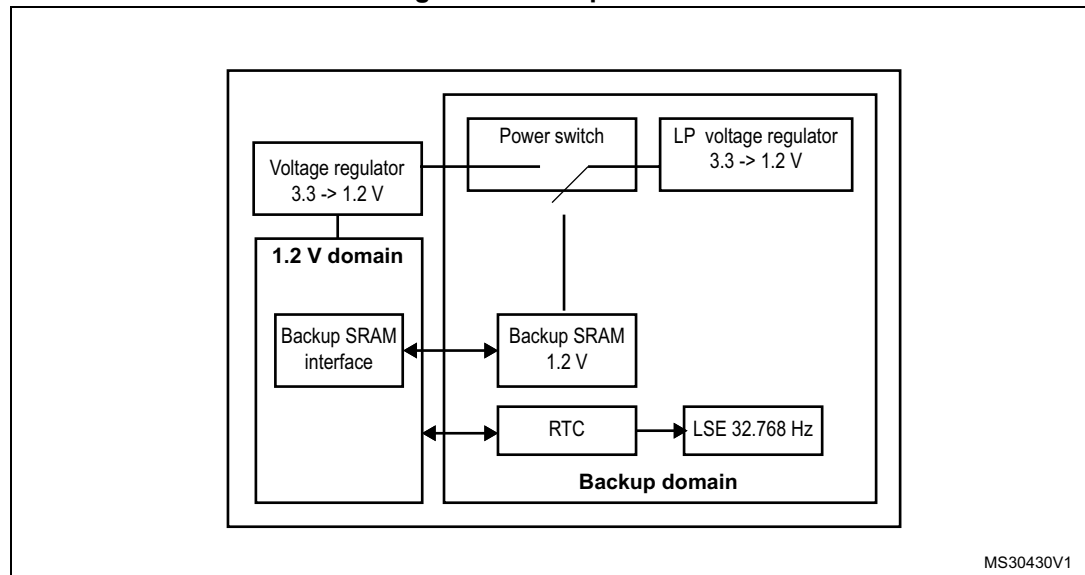 Power switch
LP voltage regulator
3.3 -> 1.2 V
Voltage regulator
3.3 -> 1.2 V
1.2 V domain
Backup SRAM
interface
Backup SRAM
1.2 V
RTC
LSE 32.768 Hz
Backup domain
MS30430V1